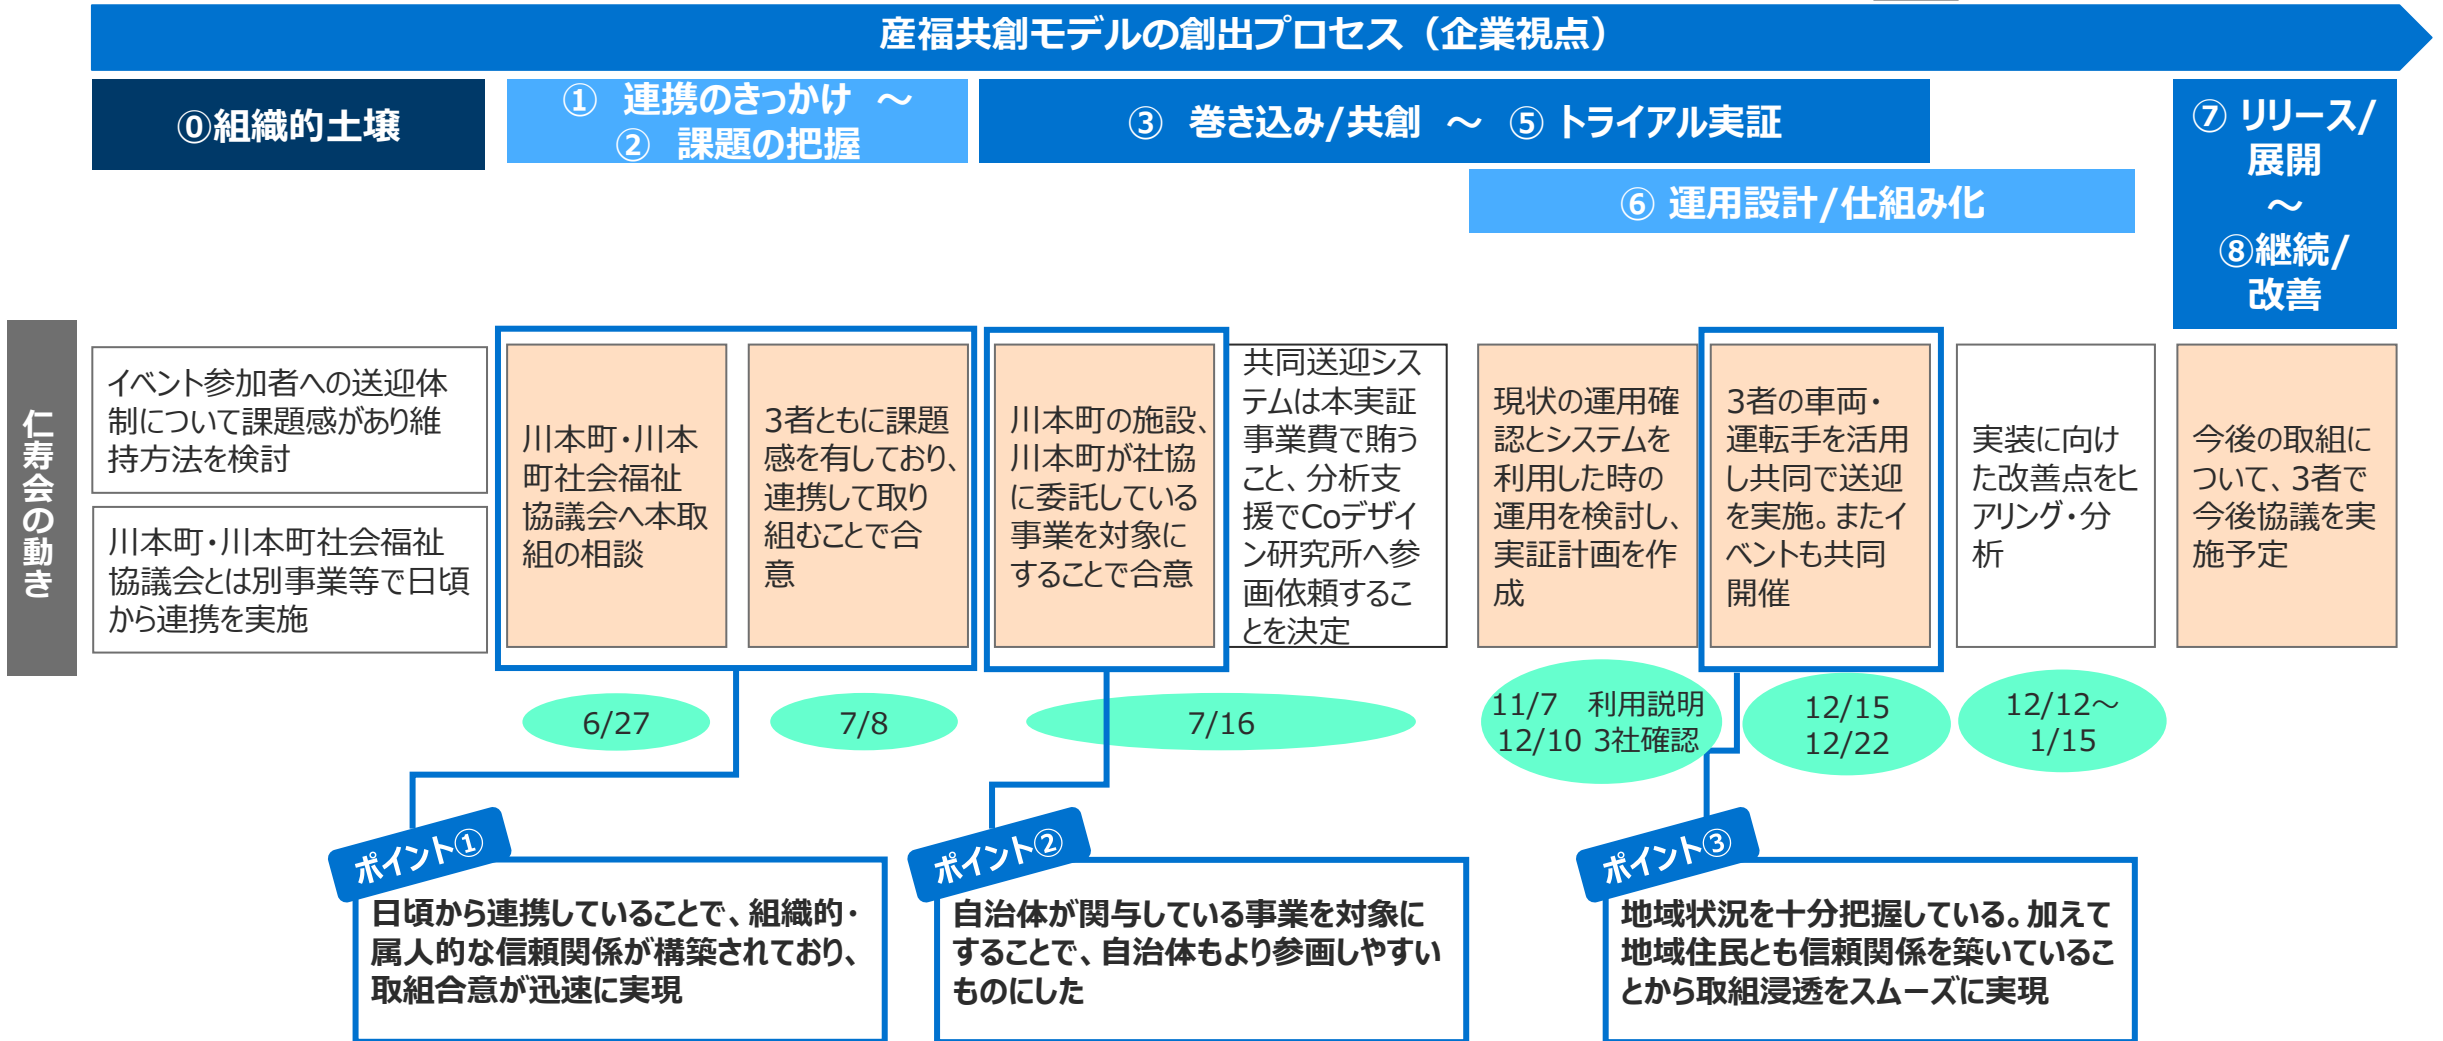 産福共創モデルの創出プロセス（企業視点）
⓪組織的土壌
①　連携のきっかけ　～
②　課題の把握
③　巻き込み/共創　～　⑤ トライアル実証
⑥ 運用設計/仕組み化
⑦ リリース/
展開
～
⑧継続/
改善
仁寿会の動き
イベント参加者への送迎体
制について課題感があり維
持方法を検討
川本町・川本町社会福祉
協議会とは別事業等で日頃
から連携を実施
川本町・川本
町社会福祉
協議会へ本取
組の相談
3者ともに課題
感を有しており、
連携して取り
組むことで合
意
川本町の施設、
川本町が社協
に委託している
事業を対象に
することで合意
共同送迎シス
テムは本実証
事業費で賄う
こと、分析支
援でCoデザイ
ン研究所へ参
画依頼するこ
とを決定
現状の運用確
認とシステムを
利用した時の
運用を検討し、
実証計画を作
成
3者の車両・
運転手を活用
し共同で送迎
を実施。またイ
ベントも共同
開催
実装に向け
た改善点をヒ
アリング・分
析
今後の取組に
ついて、3者で
今後協議を実
施予定
6/27
7/8
7/16
11/7　利用説明
12/10 3社確認
12/15
12/22
12/12～
1/15
ポイント①
日頃から連携していることで、組織的・
属人的な信頼関係が構築されており、
取組合意が迅速に実現
ポイント②
自治体が関与している事業を対象に
することで、自治体もより参画しやすい
ものにした
ポイント③
地域状況を十分把握している。加えて
地域住民とも信頼関係を築いているこ
とから取組浸透をスムーズに実現